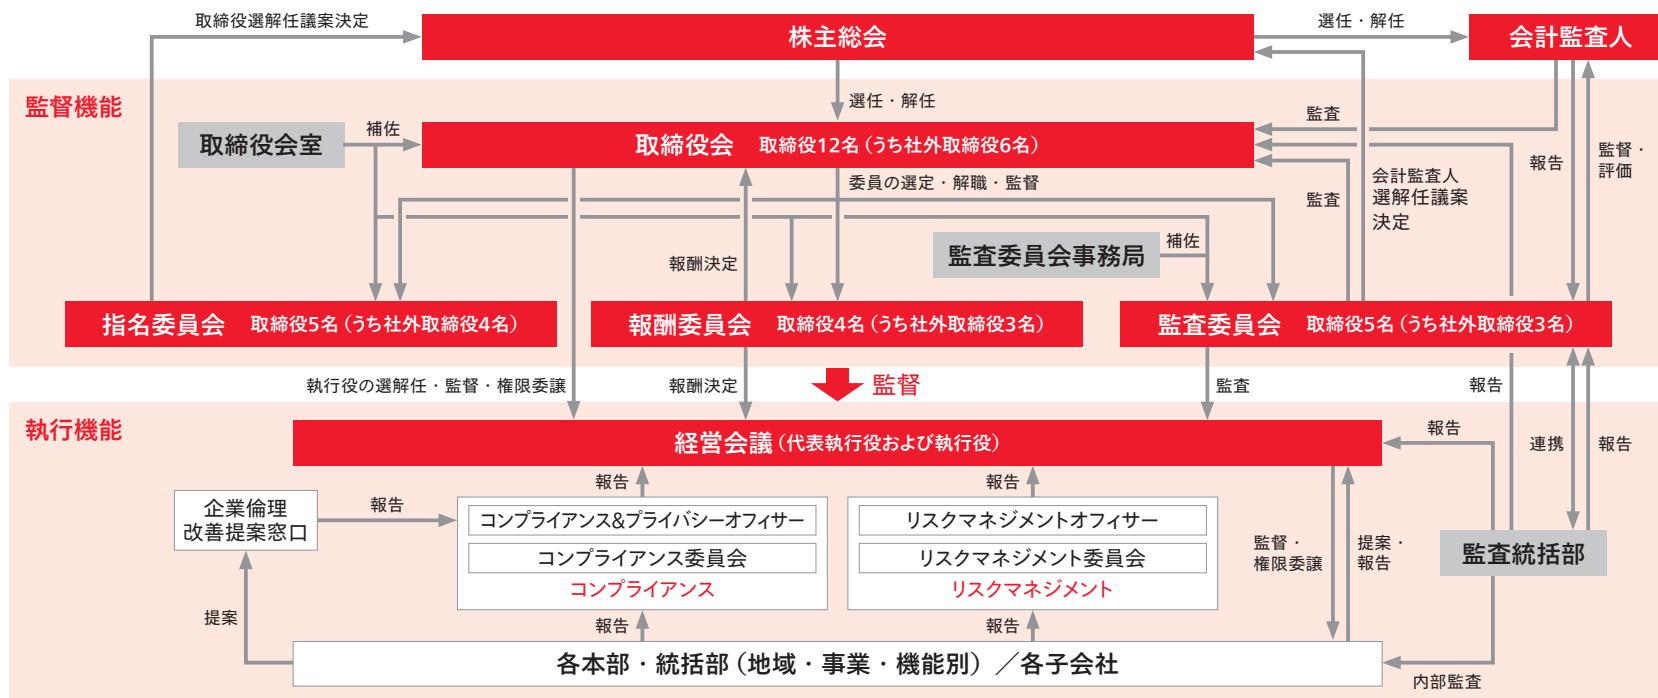 取締役選解任議案決定
株主総会
選任・解任
会計監査人
監督機能
選任・解任
監査
取締役会室
補佐
取締役会 取締役12名（うち社外取締役6名）
報告
監督・
評価
委員の選定・解職・監督
監査
会計監査人
選解任議案
決定
監査委員会事務局
補佐
報酬決定
指名委員会 取締役5名（うち社外取締役4名）
報酬委員会 取締役4名（うち社外取締役3名）
監査委員会 取締役5名（うち社外取締役3名）
執行役の選解任・監督・権限委譲
報酬決定
監督
監査
報告
執行機能
経営会議（代表執行役および執行役）
報告
連携
報告
報告
報告
企業倫理
改善提案窓口
報告
コンプライアンス&プライバシーオフィサー
コンプライアンス委員会
コンプライアンス
リスクマネジメントオフィサー
リスクマネジメント委員会
リスクマネジメント
監督・
権限委譲
提案・
報告
監査統括部
提案
報告
報告
各本部・統括部（地域・事業・機能別）／各子会社
内部監査